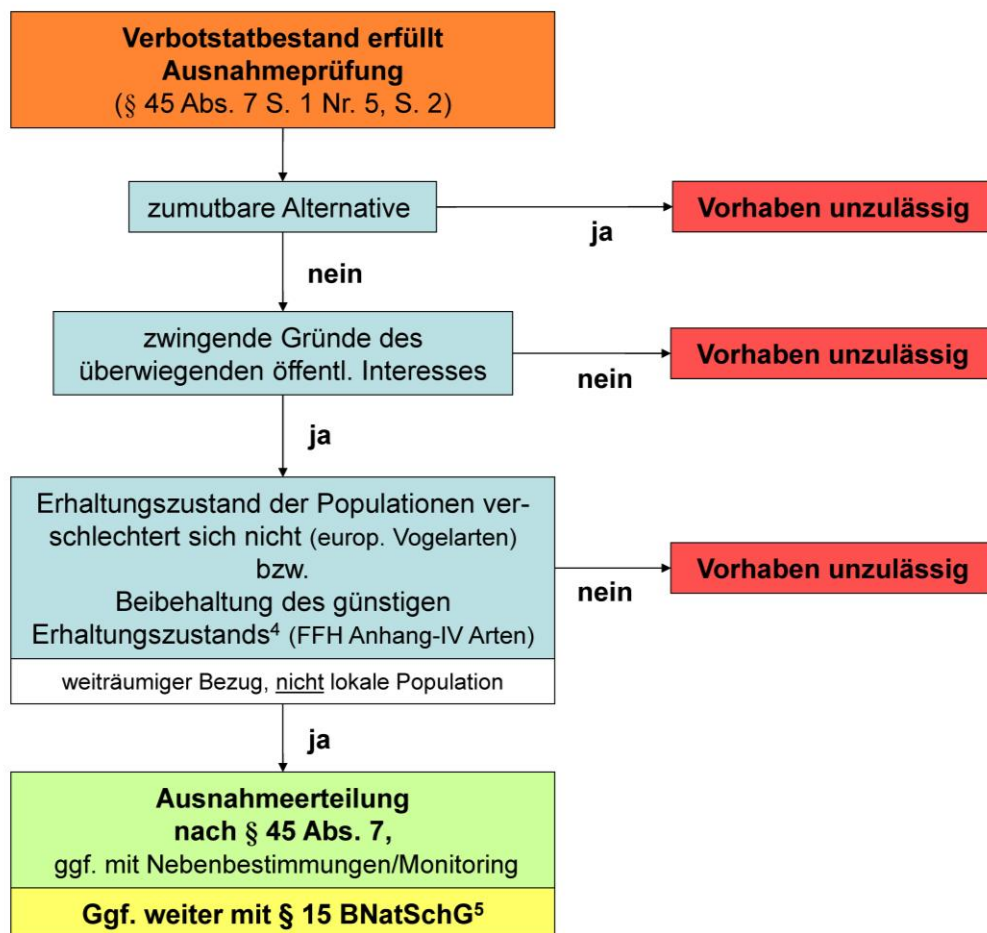 Verbotstatbestand erfüllt
Ausnahmeprüfung
(§ 45 Abs. 7 S. 1 Nr. 5, S. 2)
zumutbare Alternative
ja
Vorhaben unzulässig
nein
zwingende Gründe des
überwiegenden öffentl. Interesses
nein
Vorhaben unzulässig
ja
Erhaltungszustand der Populationen ver-
schlechtert sich nicht (europ. Vogelarten)
bzw.
Beibehaltung des günstigen
Erhaltungszustands⁴ (FFH Anhang-IV Arten)
nein
Vorhaben unzulässig
weiträumiger Bezug, nicht lokale Population
ja
Ausnahmeerteilung
nach § 45 Abs. 7,
ggf. mit Nebenbestimmungen/Monitoring
Ggf. weiter mit § 15 BNatSchG⁵